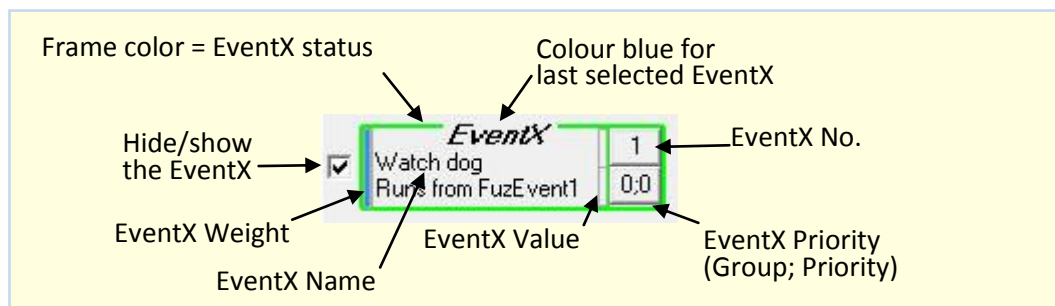 Frame color = EventX status
Colour blue for
last selected EventX
Hide/show
the EventX
EventX
Watch dog
Runs from FuzEvent1
1
0;0
EventX No.
EventX Weight
EventX Name
EventX Value
EventX Priority
(Group; Priority)